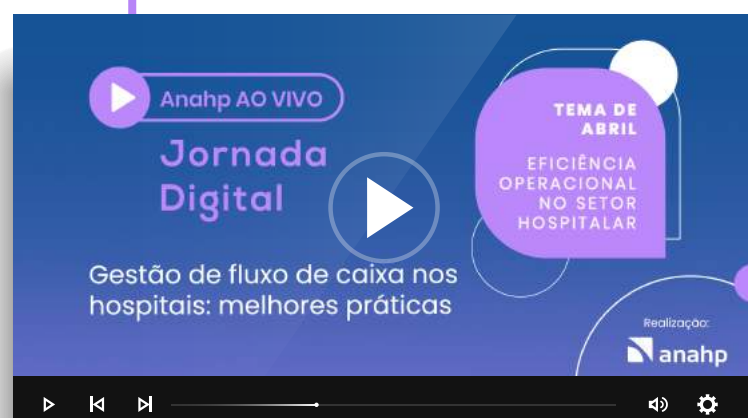 Anahp AO VIVO
Jornada
Digital
Gestão de fluxo de caixa nos
hospitais: melhores práticas
TEMA DE
ABRIL
EFICIÊNCIA
OPERACIONAL
NO SETOR
HOSPITALAR
Realização:
anahp